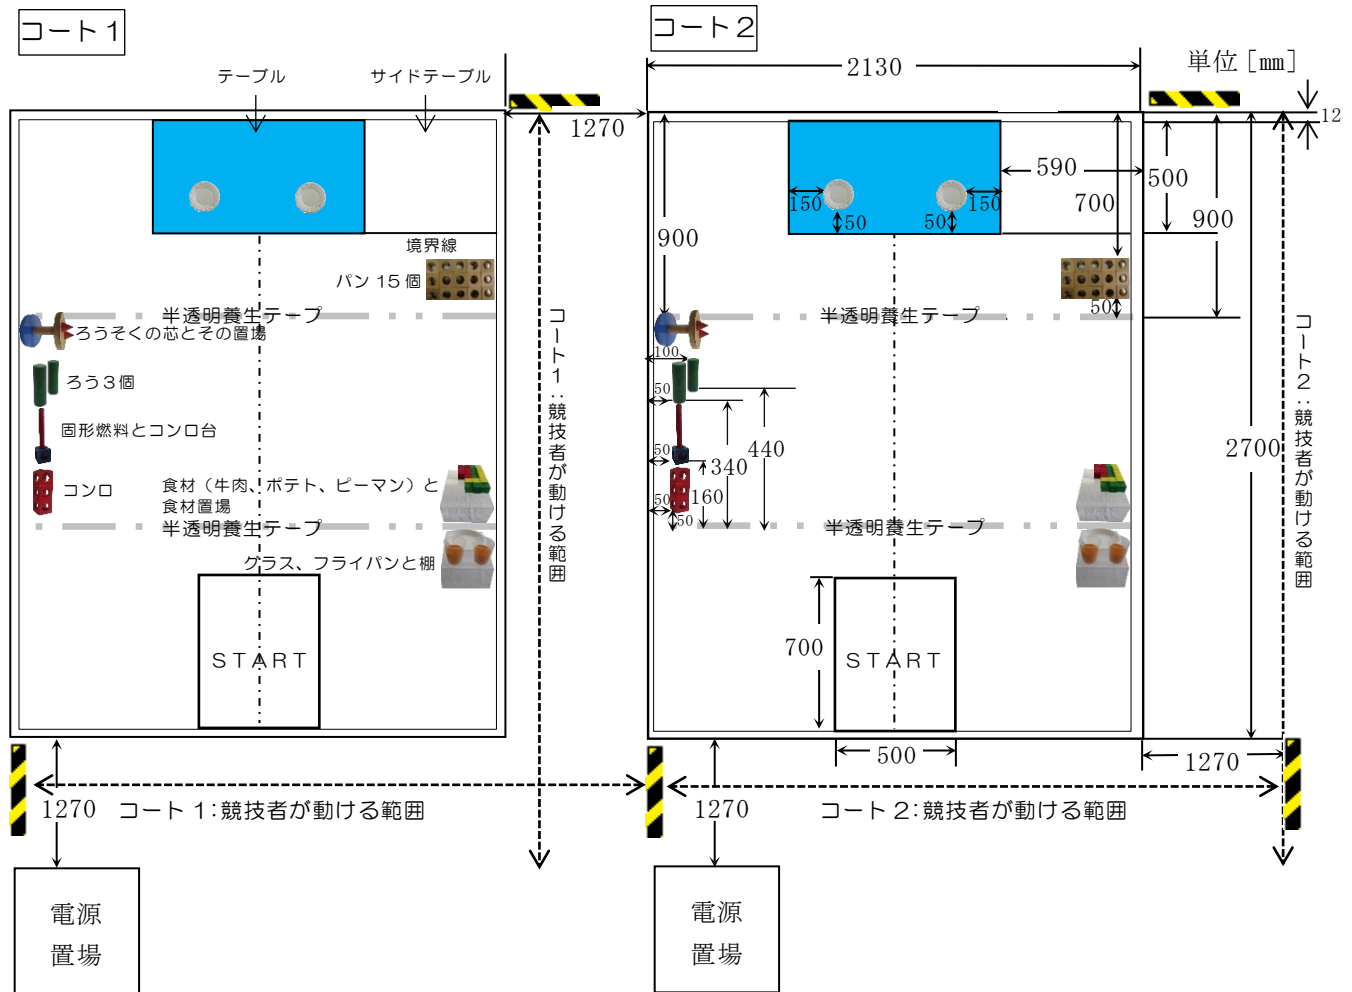 コート1
テーブル
サイドテーブル
境界線
パン 15 個
半透明養生テープ
ろうそくの芯とその置場
ろう３個
固形燃料とコンロ台
コンロ
食材（牛肉、ポテト、ピーマン）と
食材置場
半透明養生テープ
グラス、フライパンと棚
START
1270
コート 1:競技者が動ける範囲
電源
置場
コート1：競技者が動ける範囲
1270
コート2
単位［㎜］
2130
12
590
500
700
900
150
150
50
50
900
50
半透明養生テープ
100
50
440
340
50
160
50
50
2700
半透明養生テープ
700
START
500
1270
1270
コート２:競技者が動ける範囲
電源
置場
コート2：競技者が動ける範囲